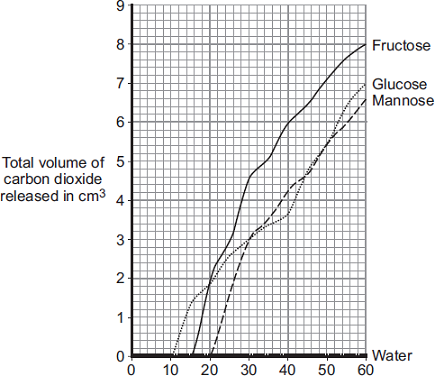 9
8
7
6
5
4
3
2
1
0
Total volume of
carbon dioxide
released in cm3
Fructose
Glucose
Mannose
Water
0 10 20 30 40 50 60